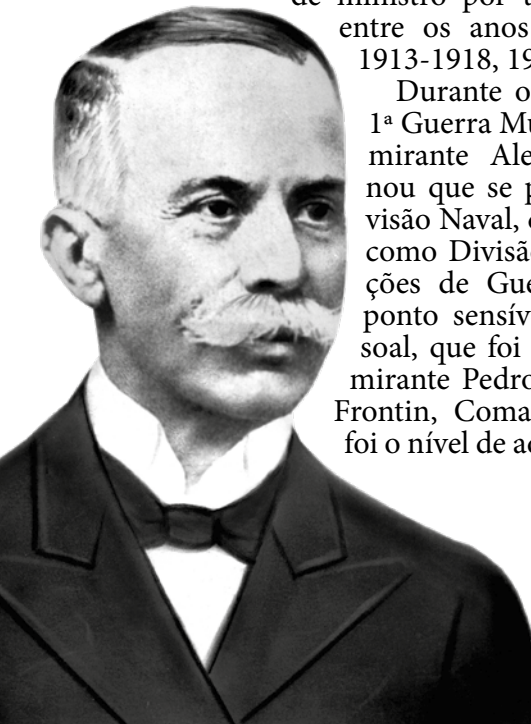 de ministro por
entre os anos
1913-1918, 19
Durante o
1ª Guerra Mu
mirante Ale
nou que se p
visão Naval,
como Divisã
ções de Gue
ponto sensív
soal, que foi
mirante Pedro
Frontin, Coma
foi o nível de a